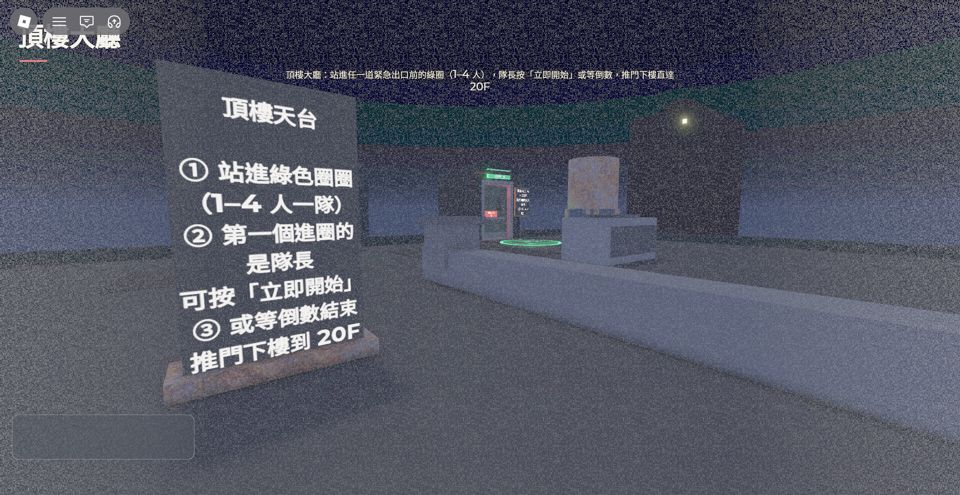 頂樓大廳
頂樓大廳：站進任一道緊急出口前的綠圈（1–4 人），隊長按「立即開始」或等倒數，推門下樓直達
20F
頂樓天台
① 站進綠色圈圈
（1–4 人一隊）
② 第一個進圈的
是隊長
可按「立即開始」
③ 或等倒數結束
推門下樓到 20F